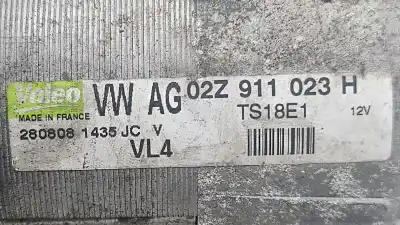 Valeo VW AG 02Z 911 023 H
MADE IN FRANCE TS18E1 12V
280808 1435 JC V
VL4